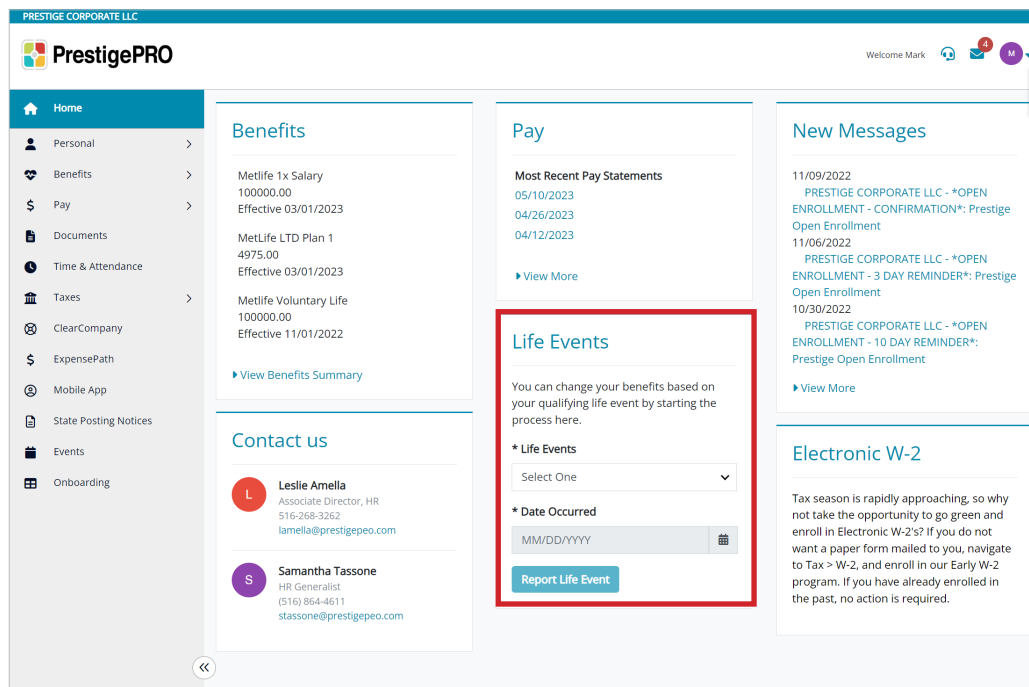 PRESTIGE CORPORATE LLC
PrestigePRO
Welcome Mark
4
M
Home
Personal
Benefits
Pay
Documents
Time & Attendance
Taxes
ClearCompany
ExpensePath
Mobile App
State Posting Notices
Events
Onboarding
Benefits
Metlife 1x Salary
100000.00
Effective 03/01/2023
MetLife LTD Plan 1
4975.00
Effective 03/01/2023
Metlife Voluntary Life
100000.00
Effective 11/01/2022
View Benefits Summary
Contact us
L
Leslie Amella
Associate Director, HR
516-268-3262
lamella@prestigepeo.com
S
Samantha Tassone
HR Generalist
(516) 864-4611
stassone@prestigepeo.com
Pay
Most Recent Pay Statements
05/10/2023
04/26/2023
04/12/2023
View More
Life Events
You can change your benefits based on
your qualifying life event by starting the
process here.
* Life Events
Select One
* Date Occurred
MM/DD/YYYY
Report Life Event
New Messages
11/09/2022
PRESTIGE CORPORATE LLC - *OPEN
ENROLLMENT - CONFIRMATION*: Prestige
Open Enrollment
11/06/2022
PRESTIGE CORPORATE LLC - *OPEN
ENROLLMENT - 3 DAY REMINDER*: Prestige
Open Enrollment
10/30/2022
PRESTIGE CORPORATE LLC - *OPEN
ENROLLMENT - 10 DAY REMINDER*:
Prestige Open Enrollment
View More
Electronic W-2
Tax season is rapidly approaching, so why
not take the opportunity to go green and
enroll in Electronic W-2's? If you do not
want a paper form mailed to you, navigate
to Tax > W-2, and enroll in our Early W-2
program. If you have already enrolled in
the past, no action is required.